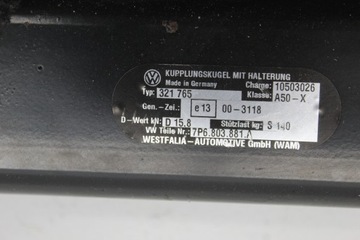 KUPPLUNGSKUGEL MIT HALTERUNG
Made in Germany Charge: 10503026
Typ: 321 765 Klasse: A50-X
Gen.-Zei.: e 13 00-3118
D-Wert kN: D 15,8 Stützlast kg: S 140
VW Teile Nr.: 7P6.803.881.A
WESTFALIA-AUTOMOTIVE GmbH (WAM)